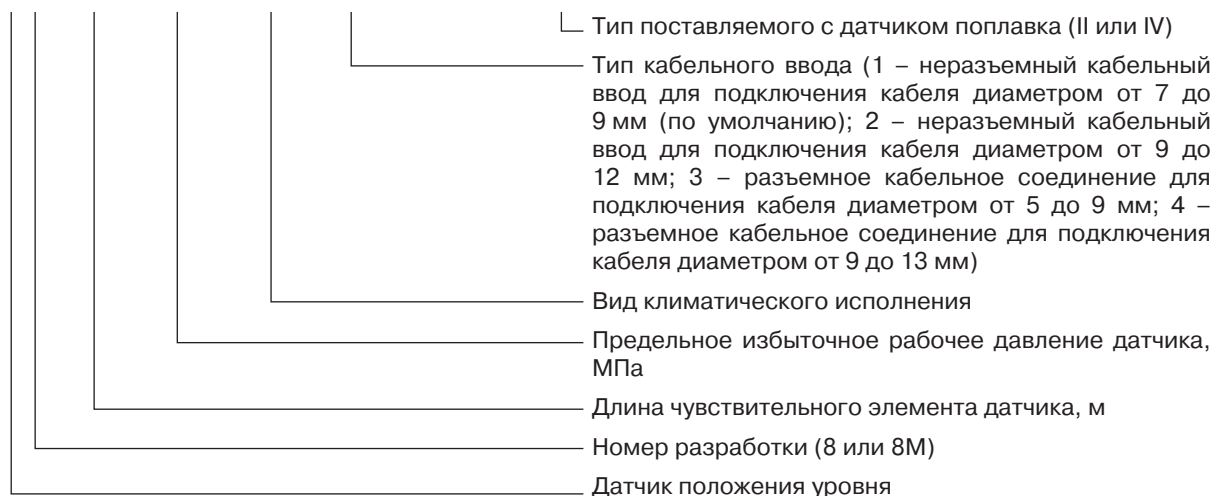 Тип поставляемого с датчиком поплавка (II или IV)
Тип кабельного ввода (1 – неразъемный кабельный
ввод для подключения кабеля диаметром от 7 до
9 мм (по умолчанию); 2 – неразъемный кабельный
ввод для подключения кабеля диаметром от 9 до
12 мм; 3 – разъемное кабельное соединение для
подключения кабеля диаметром от 5 до 9 мм; 4 –
разъемное кабельное соединение для подключения
кабеля диаметром от 9 до 13 мм)
Вид климатического исполнения
Предельное избыточное рабочее давление датчика,
МПа
Длина чувствительного элемента датчика, м
Номер разработки (8 или 8М)
Датчик положения уровня